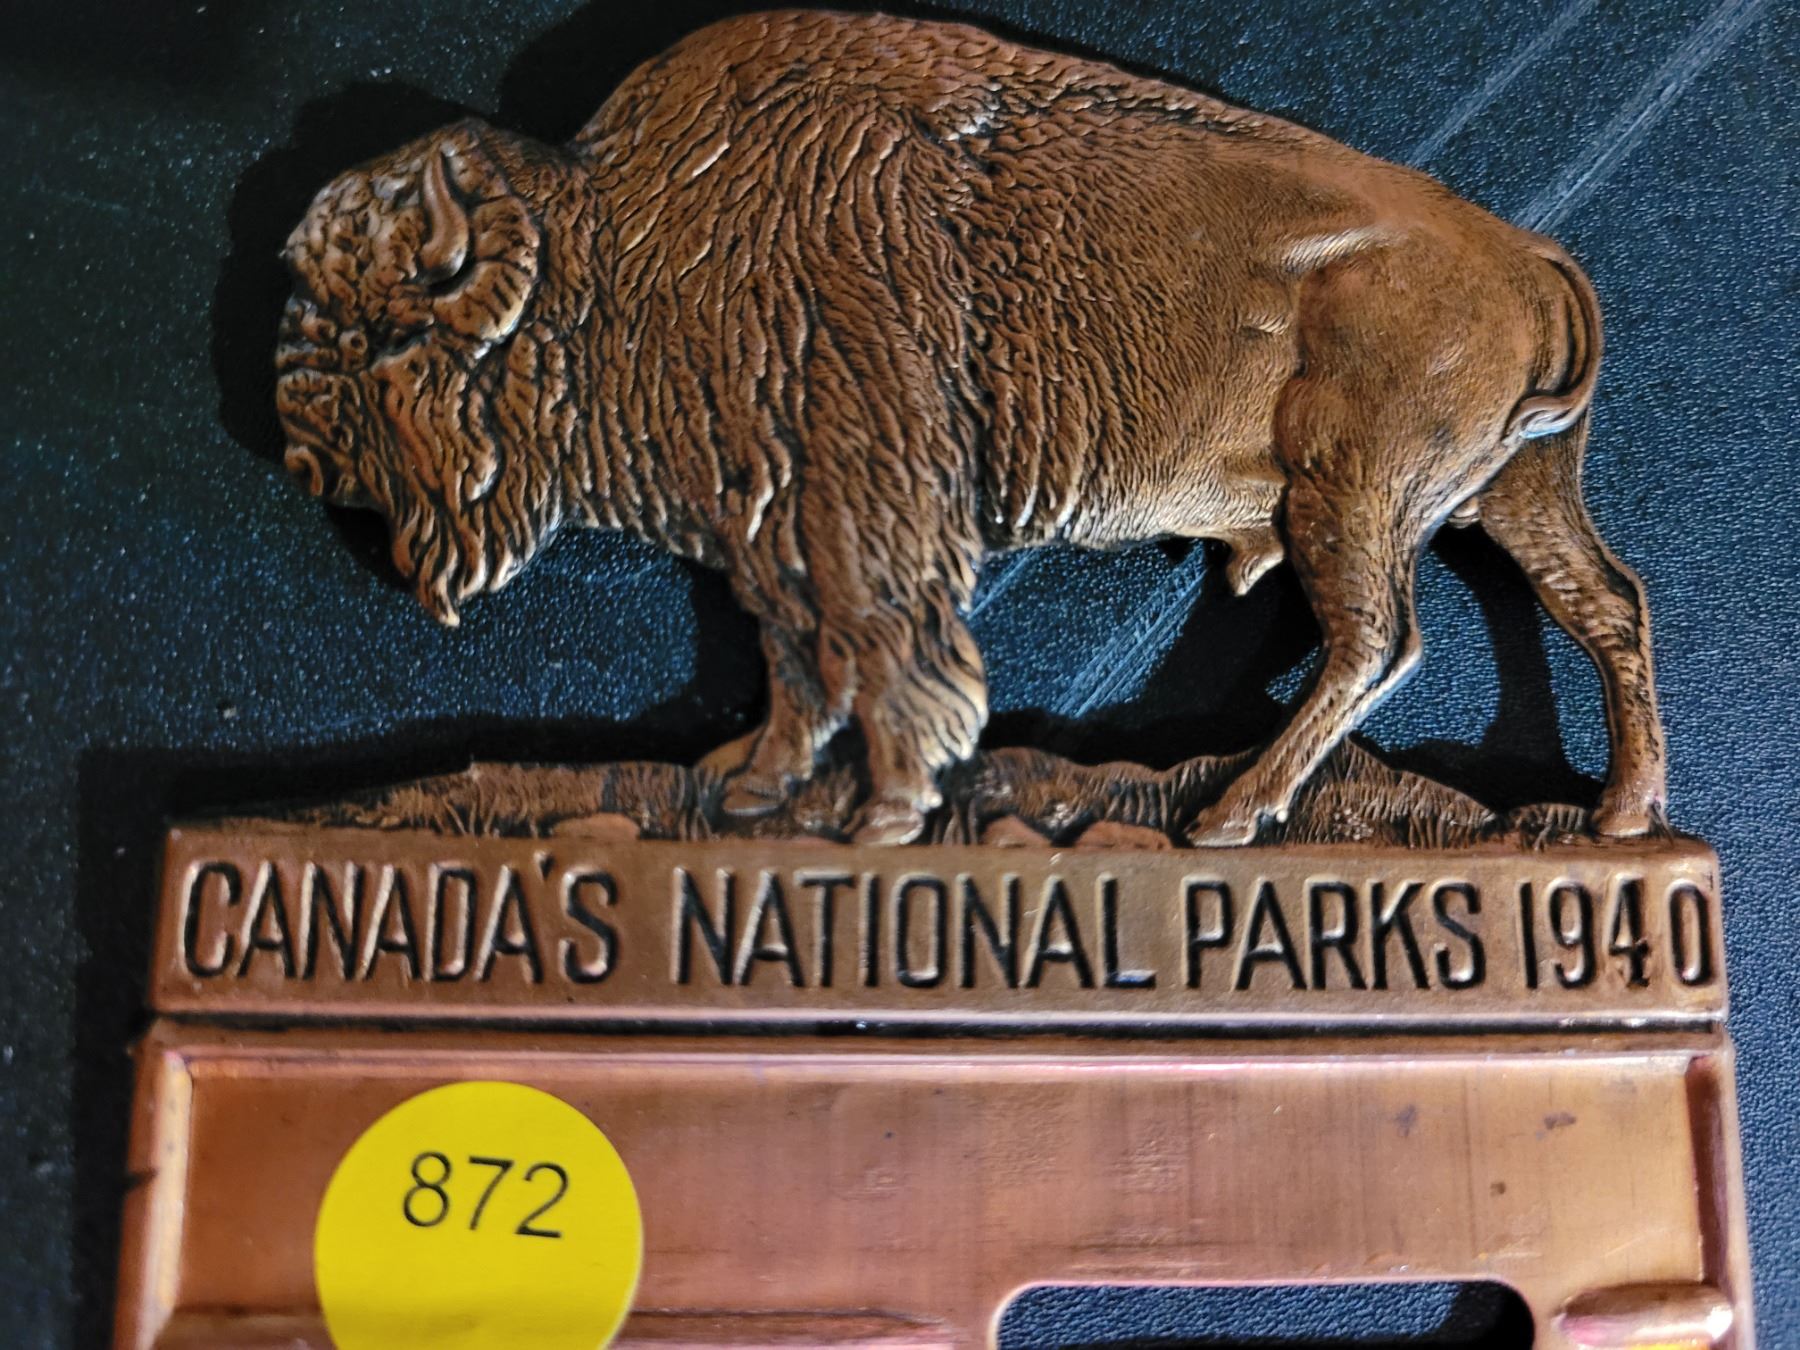 CANADA'S NATIONAL PARKS 1940
872